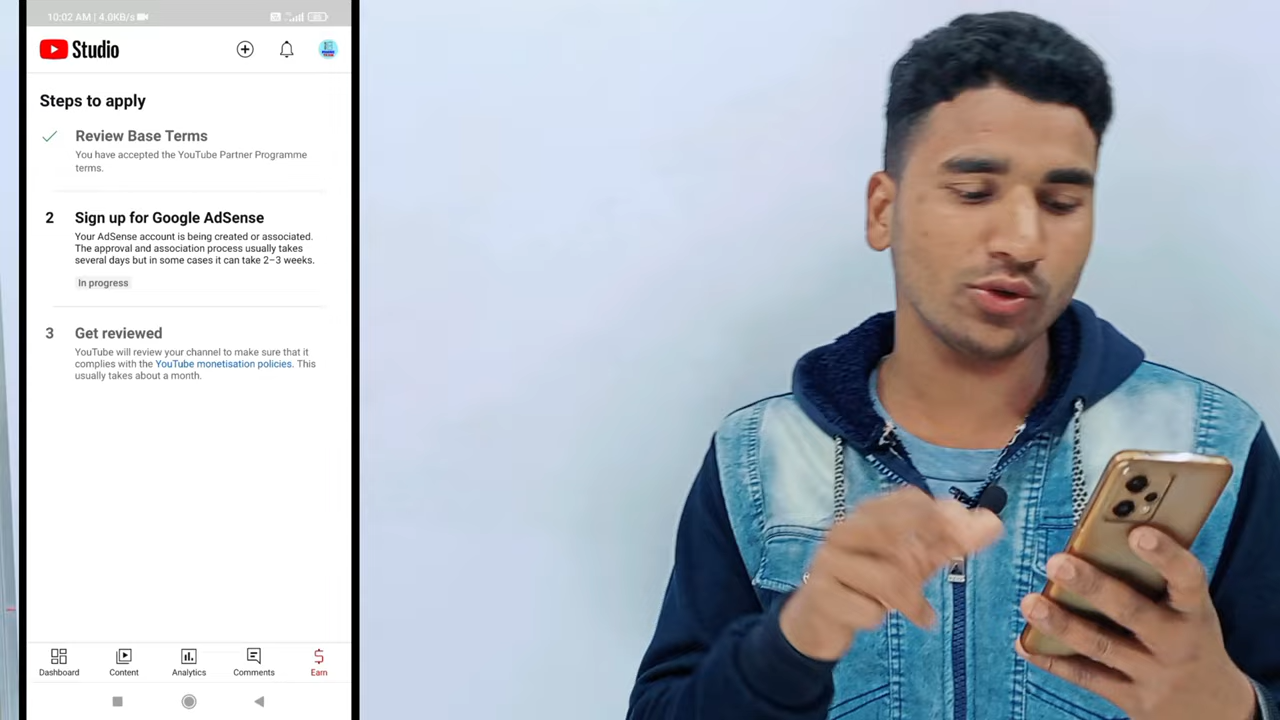 10:02 AM | 4.0KB/s
Studio
Steps to apply
Review Base Terms
You have accepted the YouTube Partner Programme
terms.
2 Sign up for Google AdSense
Your AdSense account is being created or associated.
The approval and association process usually takes
several days but in some cases it can take 2–3 weeks.
In progress
3 Get reviewed
YouTube will review your channel to make sure that it
complies with the YouTube monetisation policies. This
usually takes about a month.
Dashboard Content Analytics Comments Earn